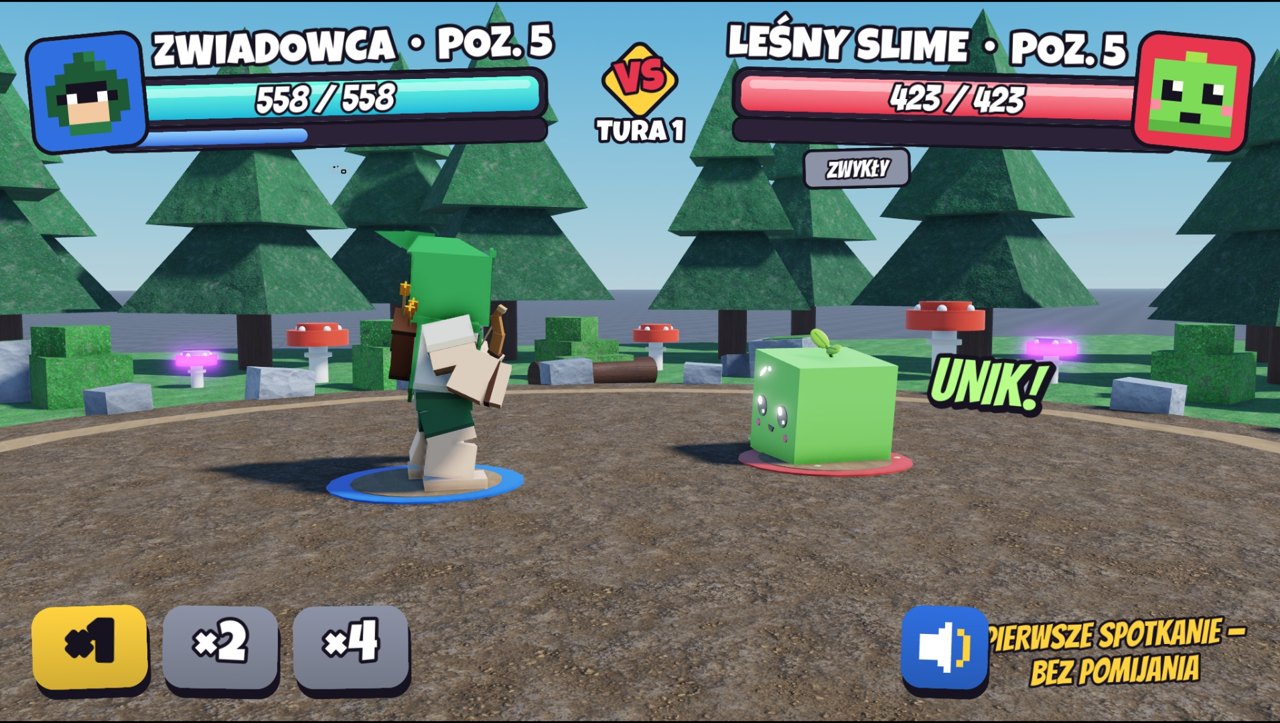 ZWIADOWCA • POZ. 5
558 / 558
VS
TURA 1
LEŚNY SLIME • POZ. 5
423 / 423
ZWYKŁY
UNIK!
×1
×2
×4
PIERWSZE SPOTKANIE –
BEZ POMIJANIA